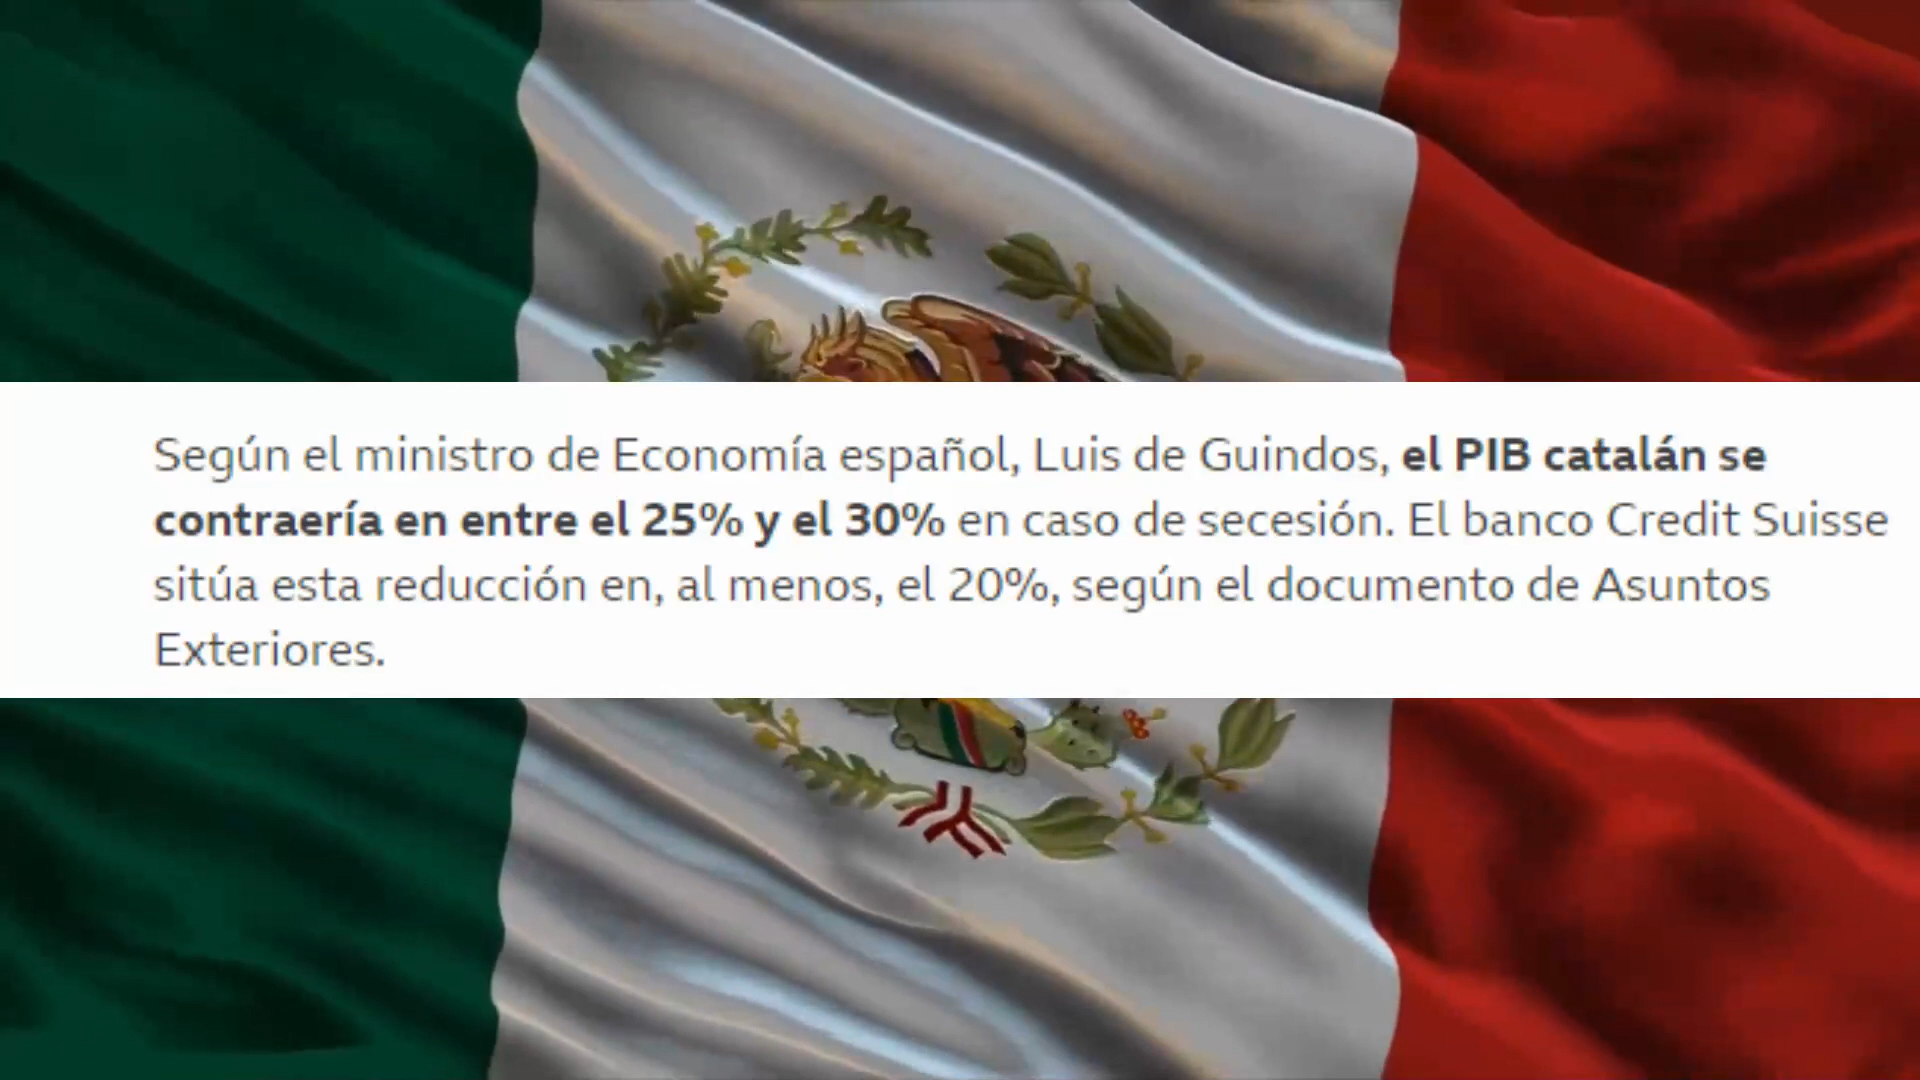 Según el ministro de Economía español, Luis de Guindos, el PIB catalán se
contraería en entre el 25% y el 30% en caso de secesión. El banco Credit Suisse
sitúa esta reducción en, al menos, el 20%, según el documento de Asuntos
Exteriores.